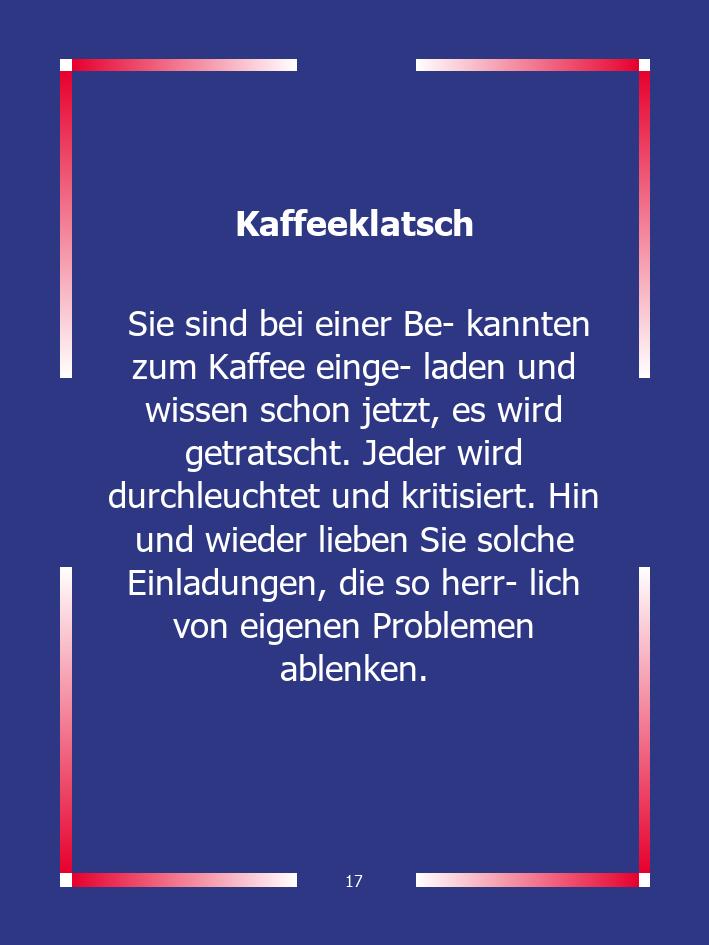 Kaffeeklatsch
Sie sind bei einer Be- kannten
zum Kaffee einge- laden und
wissen schon jetzt, es wird
getratscht. Jeder wird
durchleuchtet und kritisiert. Hin
und wieder lieben Sie solche
Einladungen, die so herr- lich
von eigenen Problemen
ablenken.
17